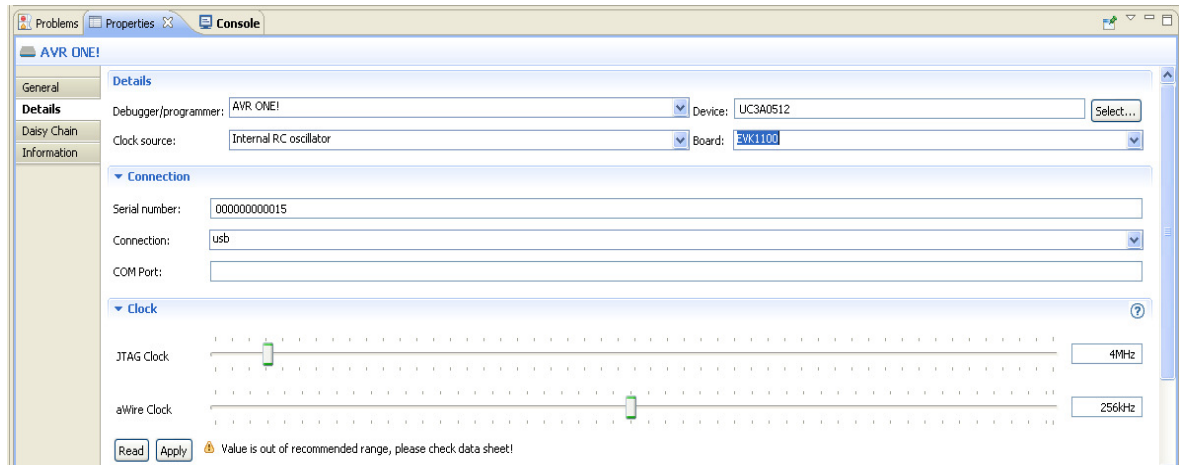 Problems Properties Console
AVR ONE!
General
Details
Daisy Chain
Information
Details
Debugger/programmer: AVR ONE! Device: UC3A0512 Select...
Clock source: Internal RC oscillator Board: EVK1100
Connection
Serial number: 000000000015
Connection: usb
COM Port:
Clock ?
JTAG Clock 4MHz
aWire Clock 256kHz
Read Apply Value is out of recommended range, please check data sheet!